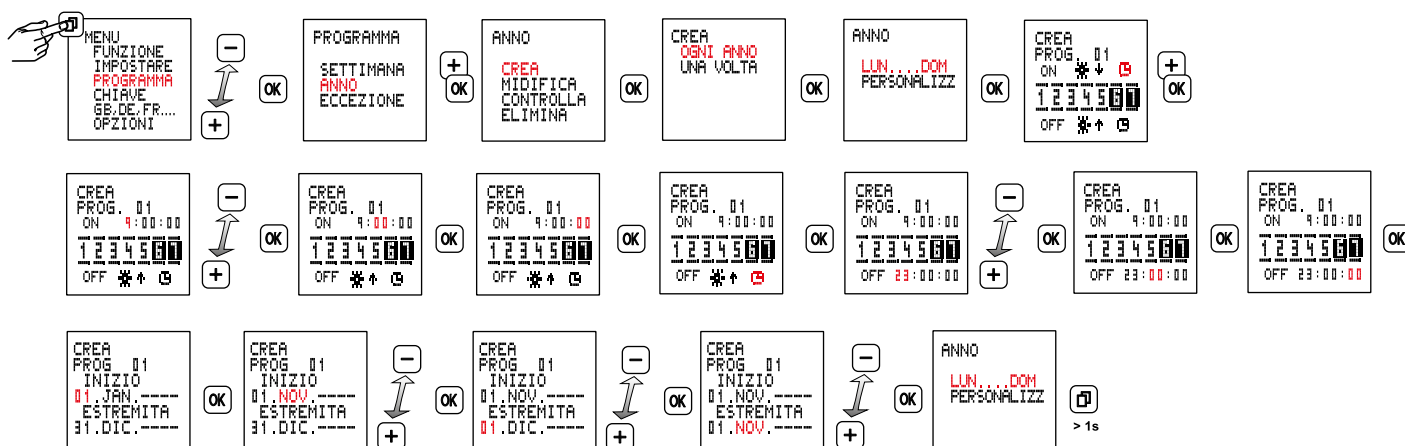 MENU
FUNZIONE
IMPOSTARE
PROGRAMMA
CHIAVE
GB,DE,FR....
OPZIONI
−
+
OK
PROGRAMMA
SETTIMANA
ANNO
ECCEZIONE
+
OK
ANNO
CREA
MIDIFICA
CONTROLLA
ELIMINA
OK
CREA
OGNI ANNO
UNA VOLTA
OK
ANNO
LUN....DOM
PERSONALIZZ
OK
CREA
PROG. 01
ON
1 2 3 4 5 6 7
OFF
+
OK
CREA
PROG. 01
ON 9:00:00
1 2 3 4 5 6 7
OFF
−
+
OK
CREA
PROG. 01
ON 9:00:00
1 2 3 4 5 6 7
OFF
OK
CREA
PROG. 01
ON 9:00:00
1 2 3 4 5 6 7
OFF
OK
CREA
PROG. 01
ON 9:00:00
1 2 3 4 5 6 7
OFF
OK
CREA
PROG. 01
ON 9:00:00
1 2 3 4 5 6 7
OFF 23:00:00
−
+
OK
CREA
PROG. 01
ON 9:00:00
1 2 3 4 5 6 7
OFF 23:00:00
OK
CREA
PROG. 01
ON 9:00:00
1 2 3 4 5 6 7
OFF 23:00:00
OK
CREA
PROG 01
INIZIO
01.JAN.----
ESTREMITA
31.DIC.----
OK
CREA
PROG 01
INIZIO
01.NOV.----
ESTREMITA
31.DIC.----
−
+
OK
CREA
PROG 01
INIZIO
01.NOV.----
ESTREMITA
01.DIC.----
−
+
OK
CREA
PROG 01
INIZIO
01.NOV.----
ESTREMITA
01.NOV.----
−
+
OK
ANNO
LUN....DOM
PERSONALIZZ
> 1s